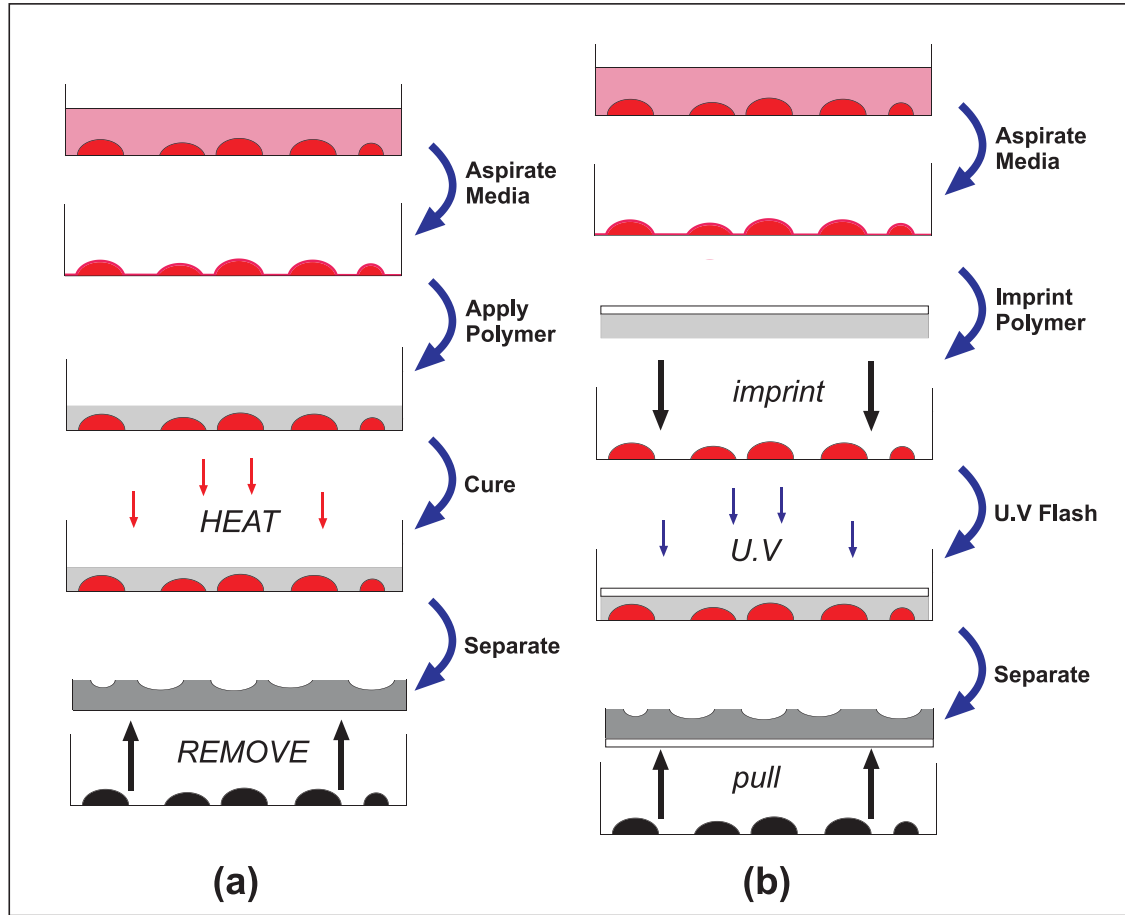 Aspirate
Media
Apply
Polymer
Cure
HEAT
Separate
REMOVE
(a)
Aspirate
Media
Imprint
Polymer
imprint
U.V Flash
U.V
Separate
pull
(b)